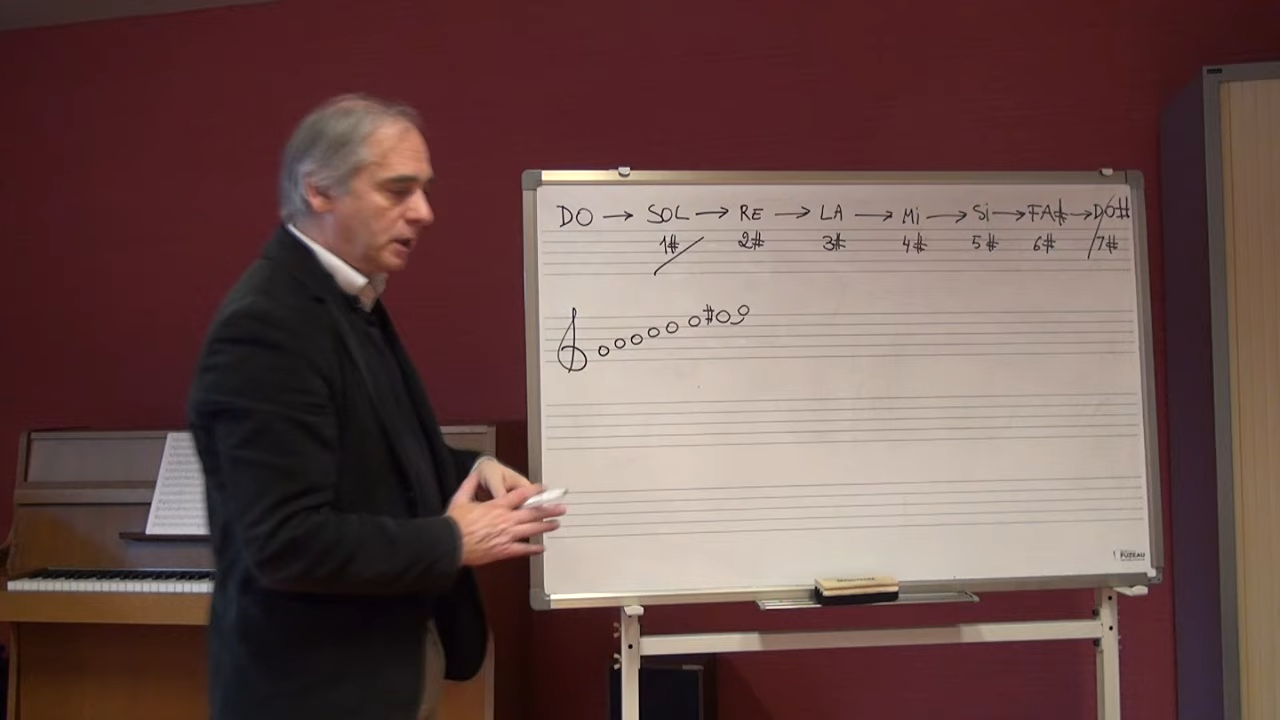 DO → SOL → RE → LA → Mi → Si → FA# → DO#
1# 2# 3# 4# 5# 6# 7#
#
FUZEAU